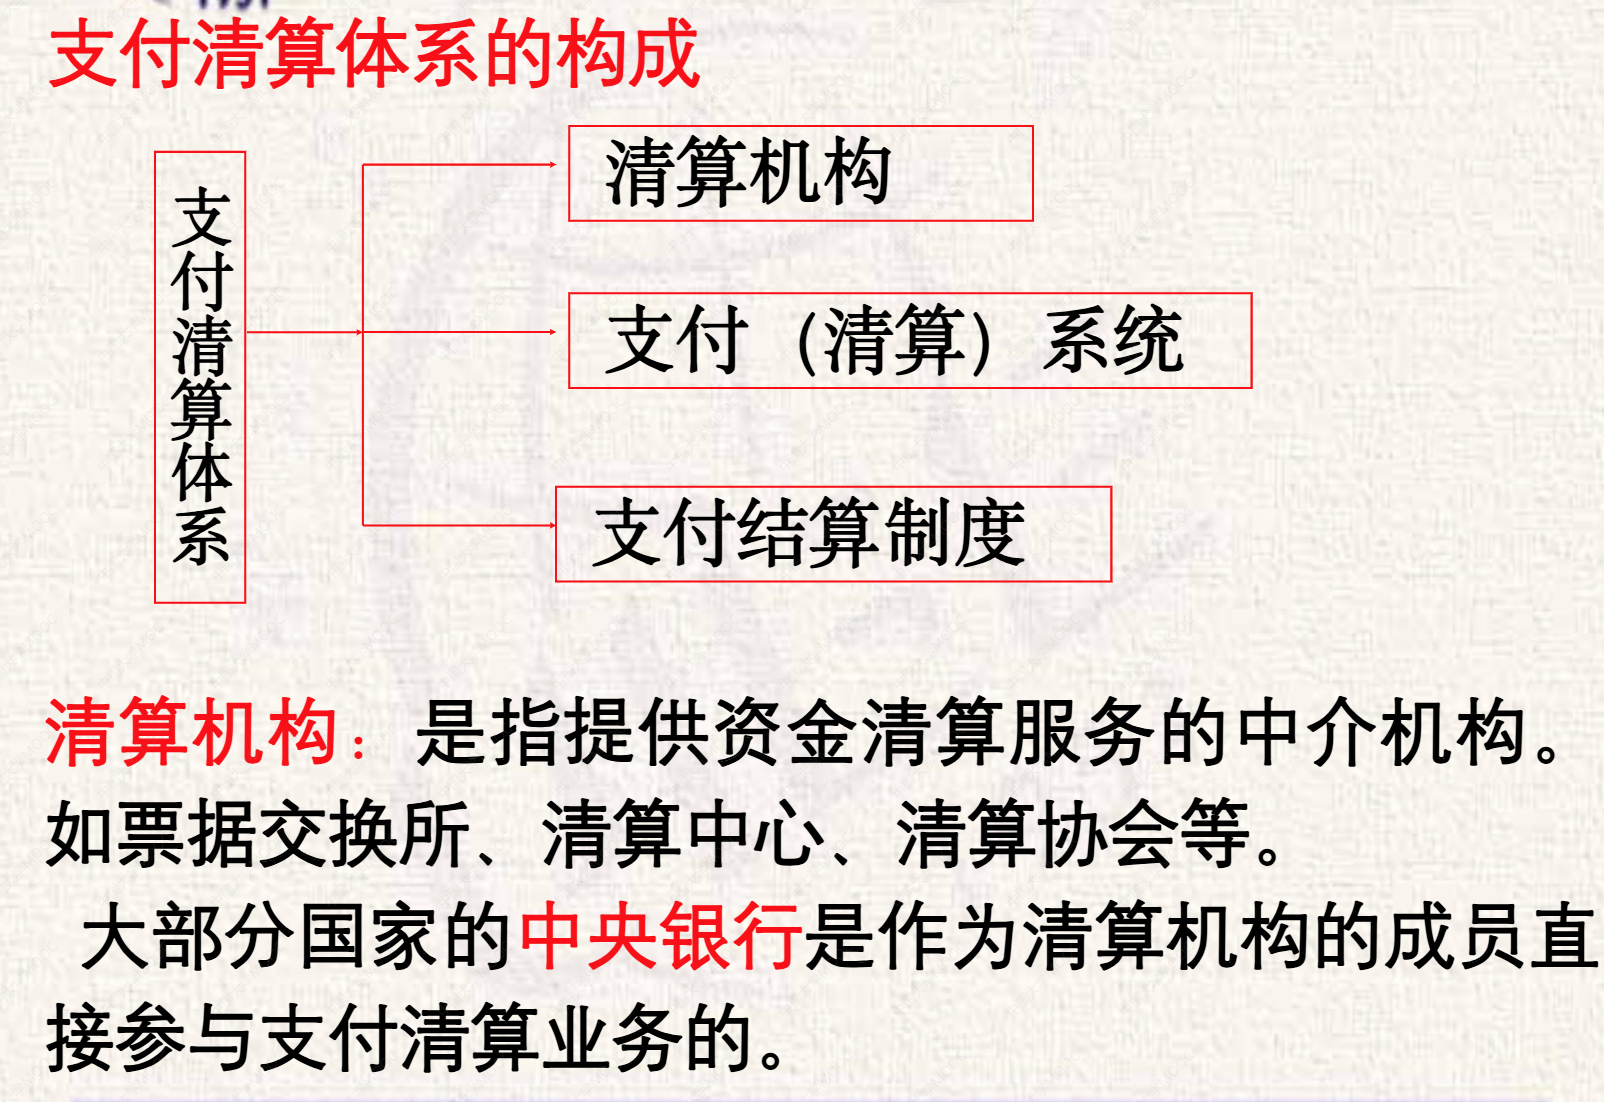 支付清算体系的构成
支付清算体系
清算机构
支付（清算）系统
支付结算制度
清算机构：是指提供资金清算服务的中介机构。
如票据交换所、清算中心、清算协会等。
大部分国家的中央银行是作为清算机构的成员直
接参与支付清算业务的。